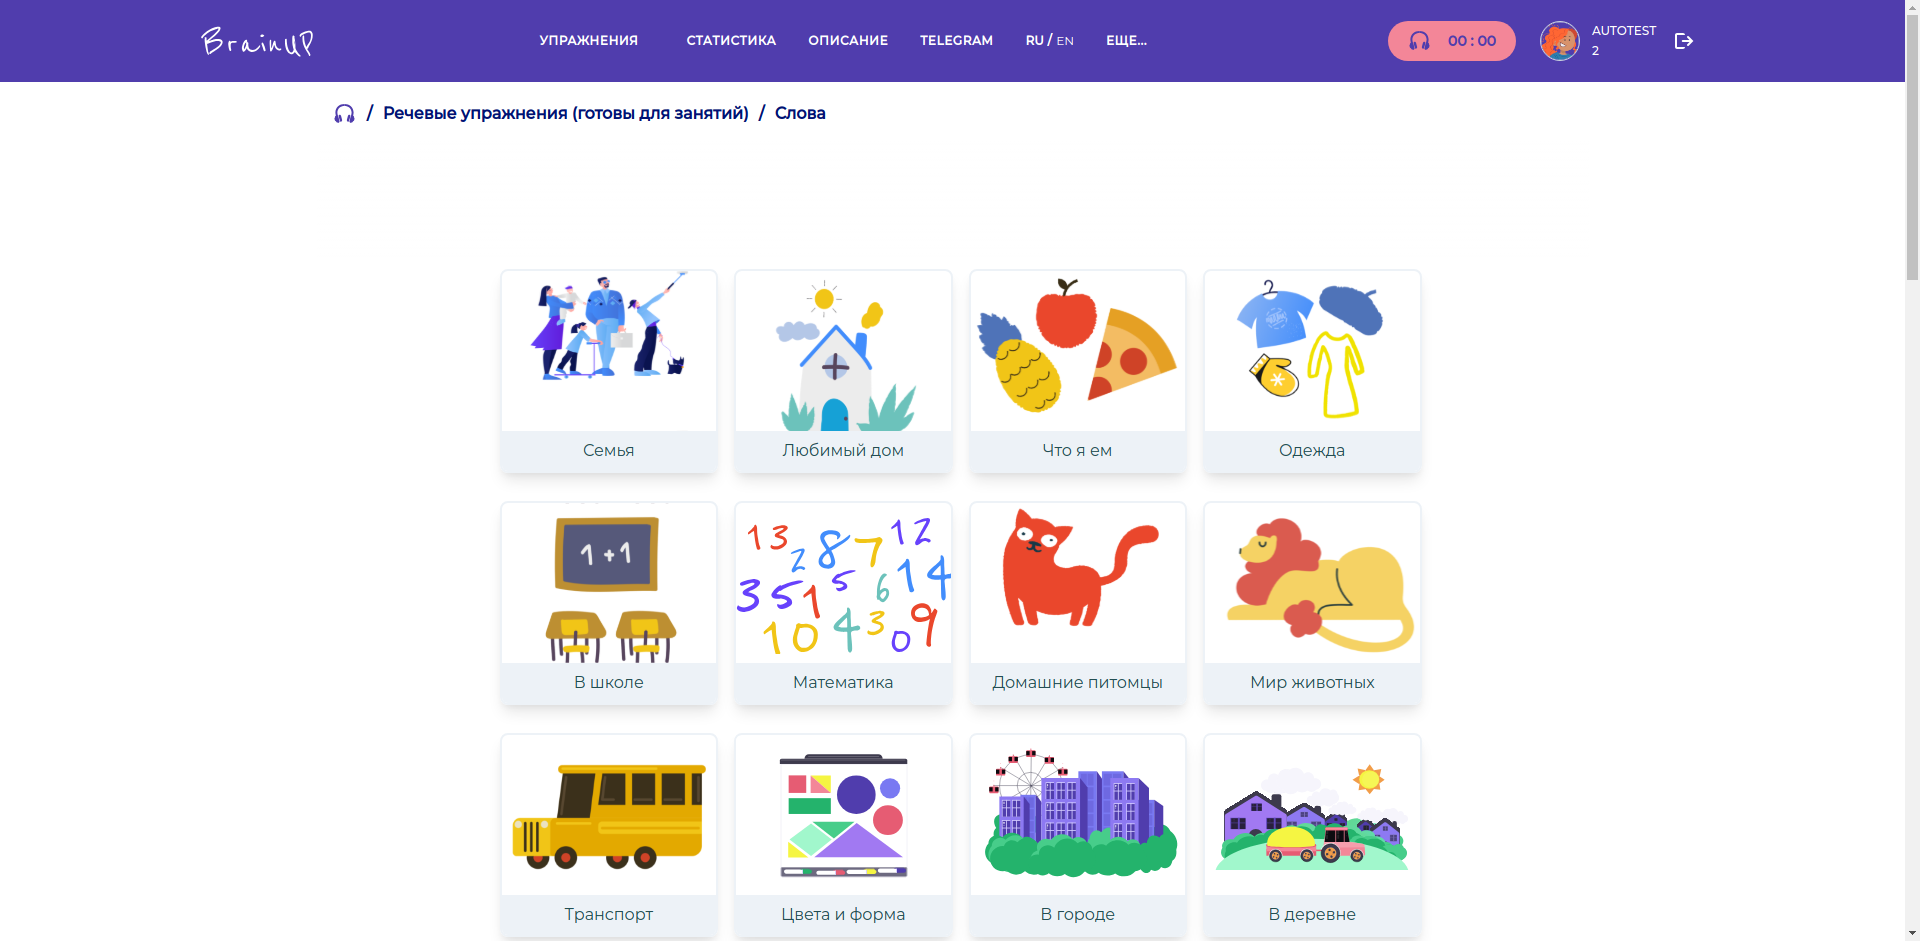 BrainUP
УПРАЖНЕНИЯ СТАТИСТИКА ОПИСАНИЕ TELEGRAM RU / EN ЕЩЕ... 00 : 00 AUTOTEST 2
/ Речевые упражнения (готовы для занятий) / Слова
Семья
Любимый дом
Что я ем
Одежда
1 + 1
13 2 8 7 12
3 5 1 5 6 14
10 4 3 0 9
В школе
Математика
Домашние питомцы
Мир животных
Транспорт
Цвета и форма
В городе
В деревне